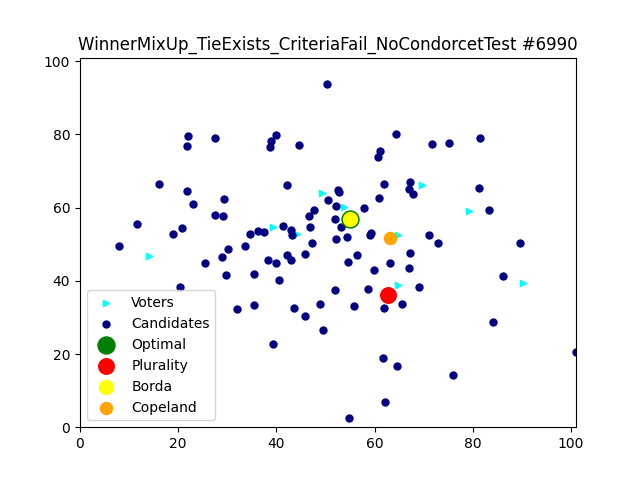 WinnerMixUp_TieExists_CriteriaFail_NoCondorcetTest #6990
100
80
60
40
20
0
Voters
Candidates
Optimal
Plurality
Borda
Copeland
0 20 40 60 80 100